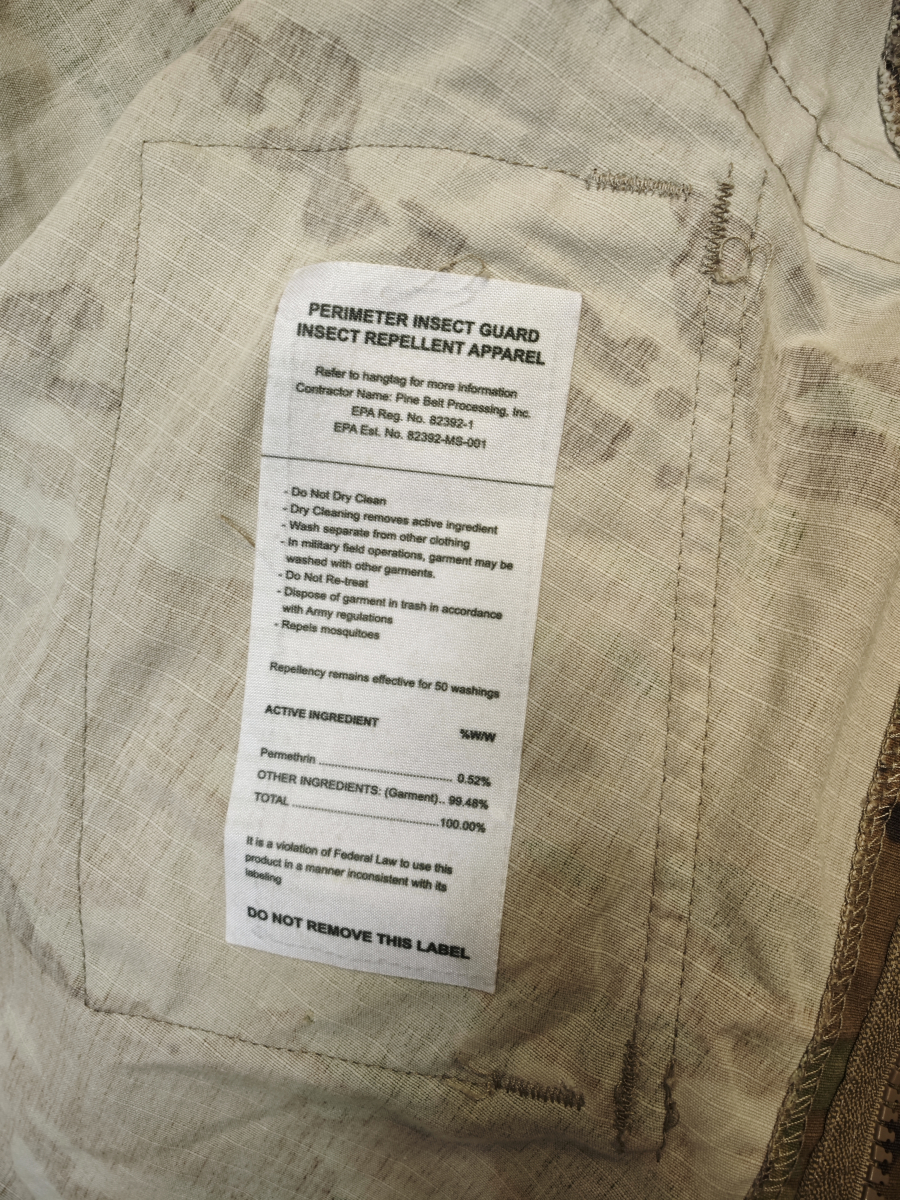 PERIMETER INSECT GUARD
INSECT REPELLENT APPAREL
Refer to hangtag for more information
Contractor Name: Pine Belt Processing, Inc.
EPA Reg. No. 82392-1
EPA Est. No. 82392-MS-001
- Do Not Dry Clean
- Dry Cleaning removes active ingredient
- Wash separate from other clothing
- In military field operations, garment may be
washed with other garments.
- Do Not Re-treat
- Dispose of garment in trash in accordance
with Army regulations
- Repels mosquitoes
Repellency remains effective for 50 washings
ACTIVE INGREDIENT %W/W
Permethrin ........................................ 0.52%
OTHER INGREDIENTS: (Garment).. 99.48%
TOTAL ............................................100.00%
It is a violation of Federal Law to use this
product in a manner inconsistent with its
labeling
DO NOT REMOVE THIS LABEL